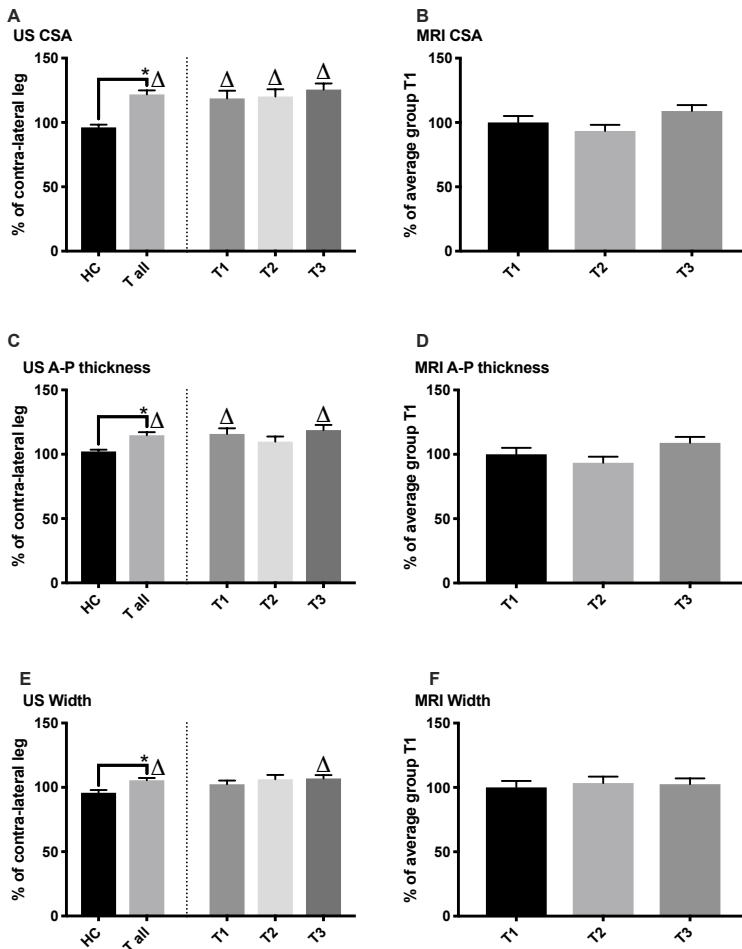 A
US CSA
% of contra-lateral leg
150
100
50
0
* Δ
Δ
Δ
Δ
HC
T all
T1
T2
T3
B
MRI CSA
% of average group T1
150
100
50
0
T1
T2
T3
C
US A-P thickness
% of contra-lateral leg
150
100
50
0
* Δ
Δ
Δ
HC
T all
T1
T2
T3
D
MRI A-P thickness
% of average group T1
150
100
50
0
T1
T2
T3
E
US Width
% of contra-lateral leg
150
100
50
0
* Δ
Δ
HC
T all
T1
T2
T3
F
MRI Width
% of average group T1
150
100
50
0
T1
T2
T3